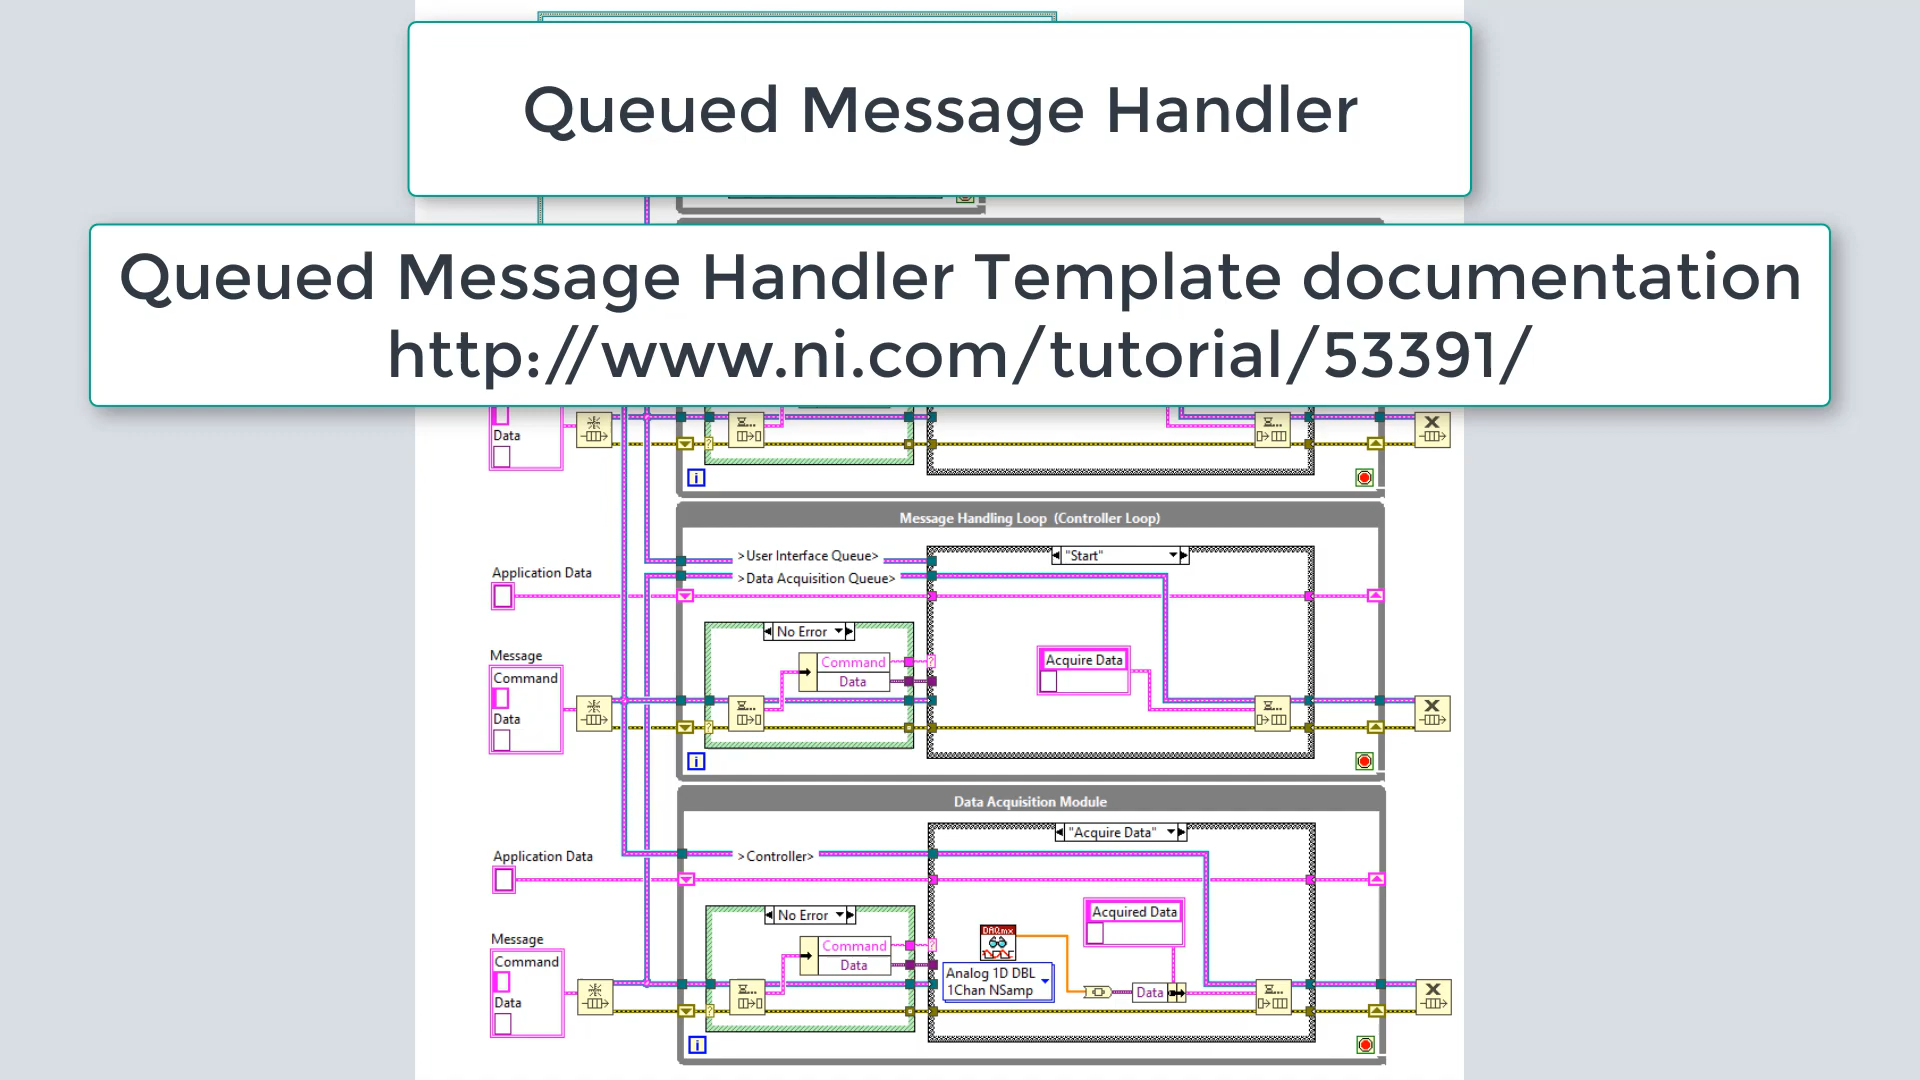 Queued Message Handler
Queued Message Handler Template documentation
http://www.ni.com/tutorial/53391/
Data
i
Message Handling Loop (Controller Loop)
>User Interface Queue>
"Start"
>Data Acquisition Queue>
Application Data
No Error
Message
Command
Data
Command
Data
Acquire Data
i
Data Acquisition Module
"Acquire Data"
>Controller>
Application Data
No Error
Message
Command
Data
Command
Data
DAQmx
Analog 1D DBL
1Chan NSamp
Acquired Data
Data
i